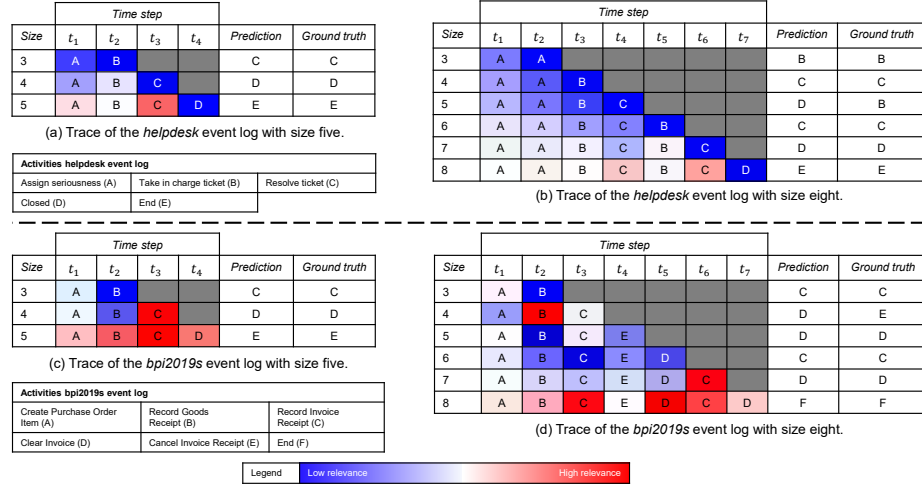 Time step
Size t1 t2 t3 t4 Prediction Ground truth
3 A B C C
4 A B C D D
5 A B C D E E
(a) Trace of the helpdesk event log with size five.
Activities helpdesk event log
Assign seriousness (A) Take in charge ticket (B) Resolve ticket (C)
Closed (D) End (E)
Time step
Size t1 t2 t3 t4 t5 t6 t7 Prediction Ground truth
3 A A B B
4 A A B C C
5 A A B C D B
6 A A B C B C C
7 A A B C B C D D
8 A A B C B C D E E
(b) Trace of the helpdesk event log with size eight.
Time step
Size t1 t2 t3 t4 Prediction Ground truth
3 A B C C
4 A B C D D
5 A B C D E E
(c) Trace of the bpi2019s event log with size five.
Activities bpi2019s event log
Create Purchase Order Item (A) Record Goods Receipt (B) Record Invoice Receipt (C)
Clear Invoice (D) Cancel Invoice Receipt (E) End (F)
Time step
Size t1 t2 t3 t4 t5 t6 t7 Prediction Ground truth
3 A B C C
4 A B C D E
5 A B C E D D
6 A B C E D C C
7 A B C E D C D D
8 A B C E D C D F F
(d) Trace of the bpi2019s event log with size eight.
Legend Low relevance High relevance